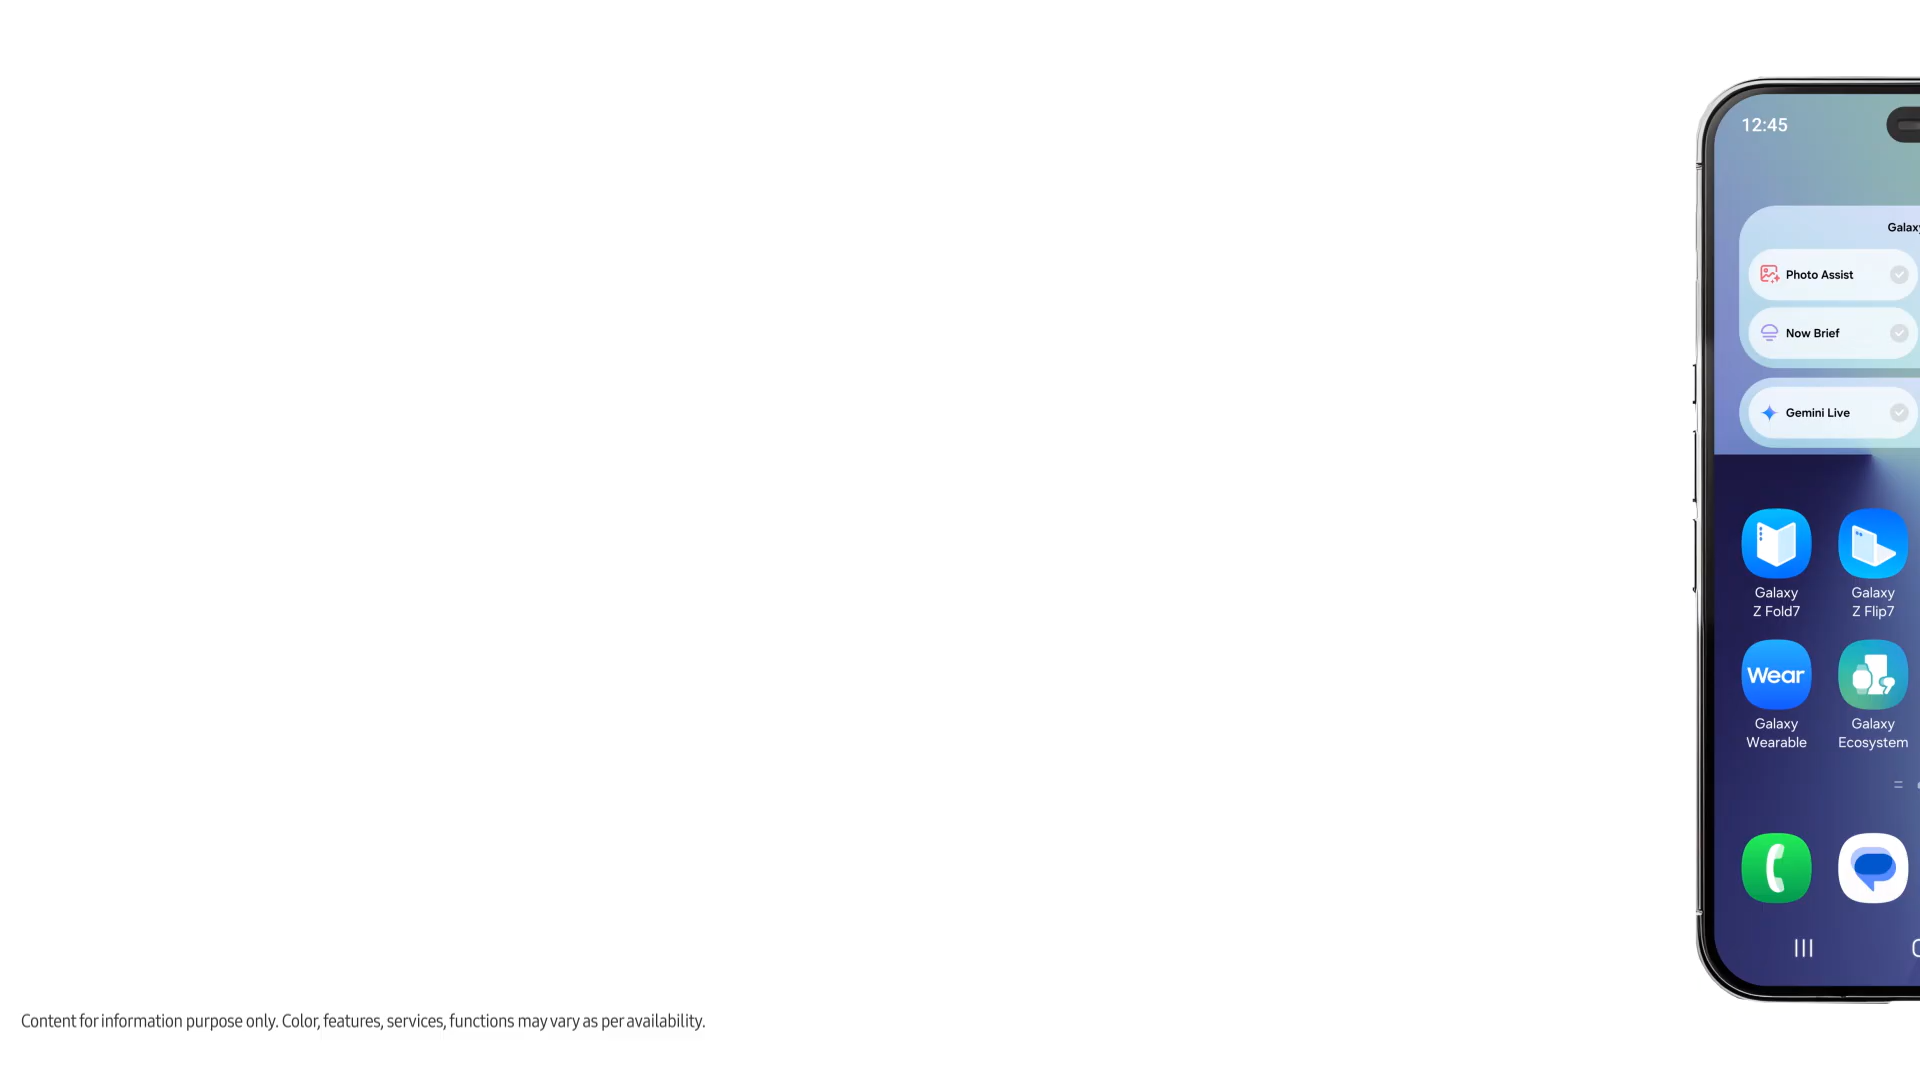 12:45
Galaxy
Photo Assist
Now Brief
Gemini Live
Galaxy
Z Fold7
Galaxy
Z Flip7
Wear
Galaxy
Wearable
Galaxy
Ecosystem
Content for information purpose only. Color, features, services, functions may vary as per availability.